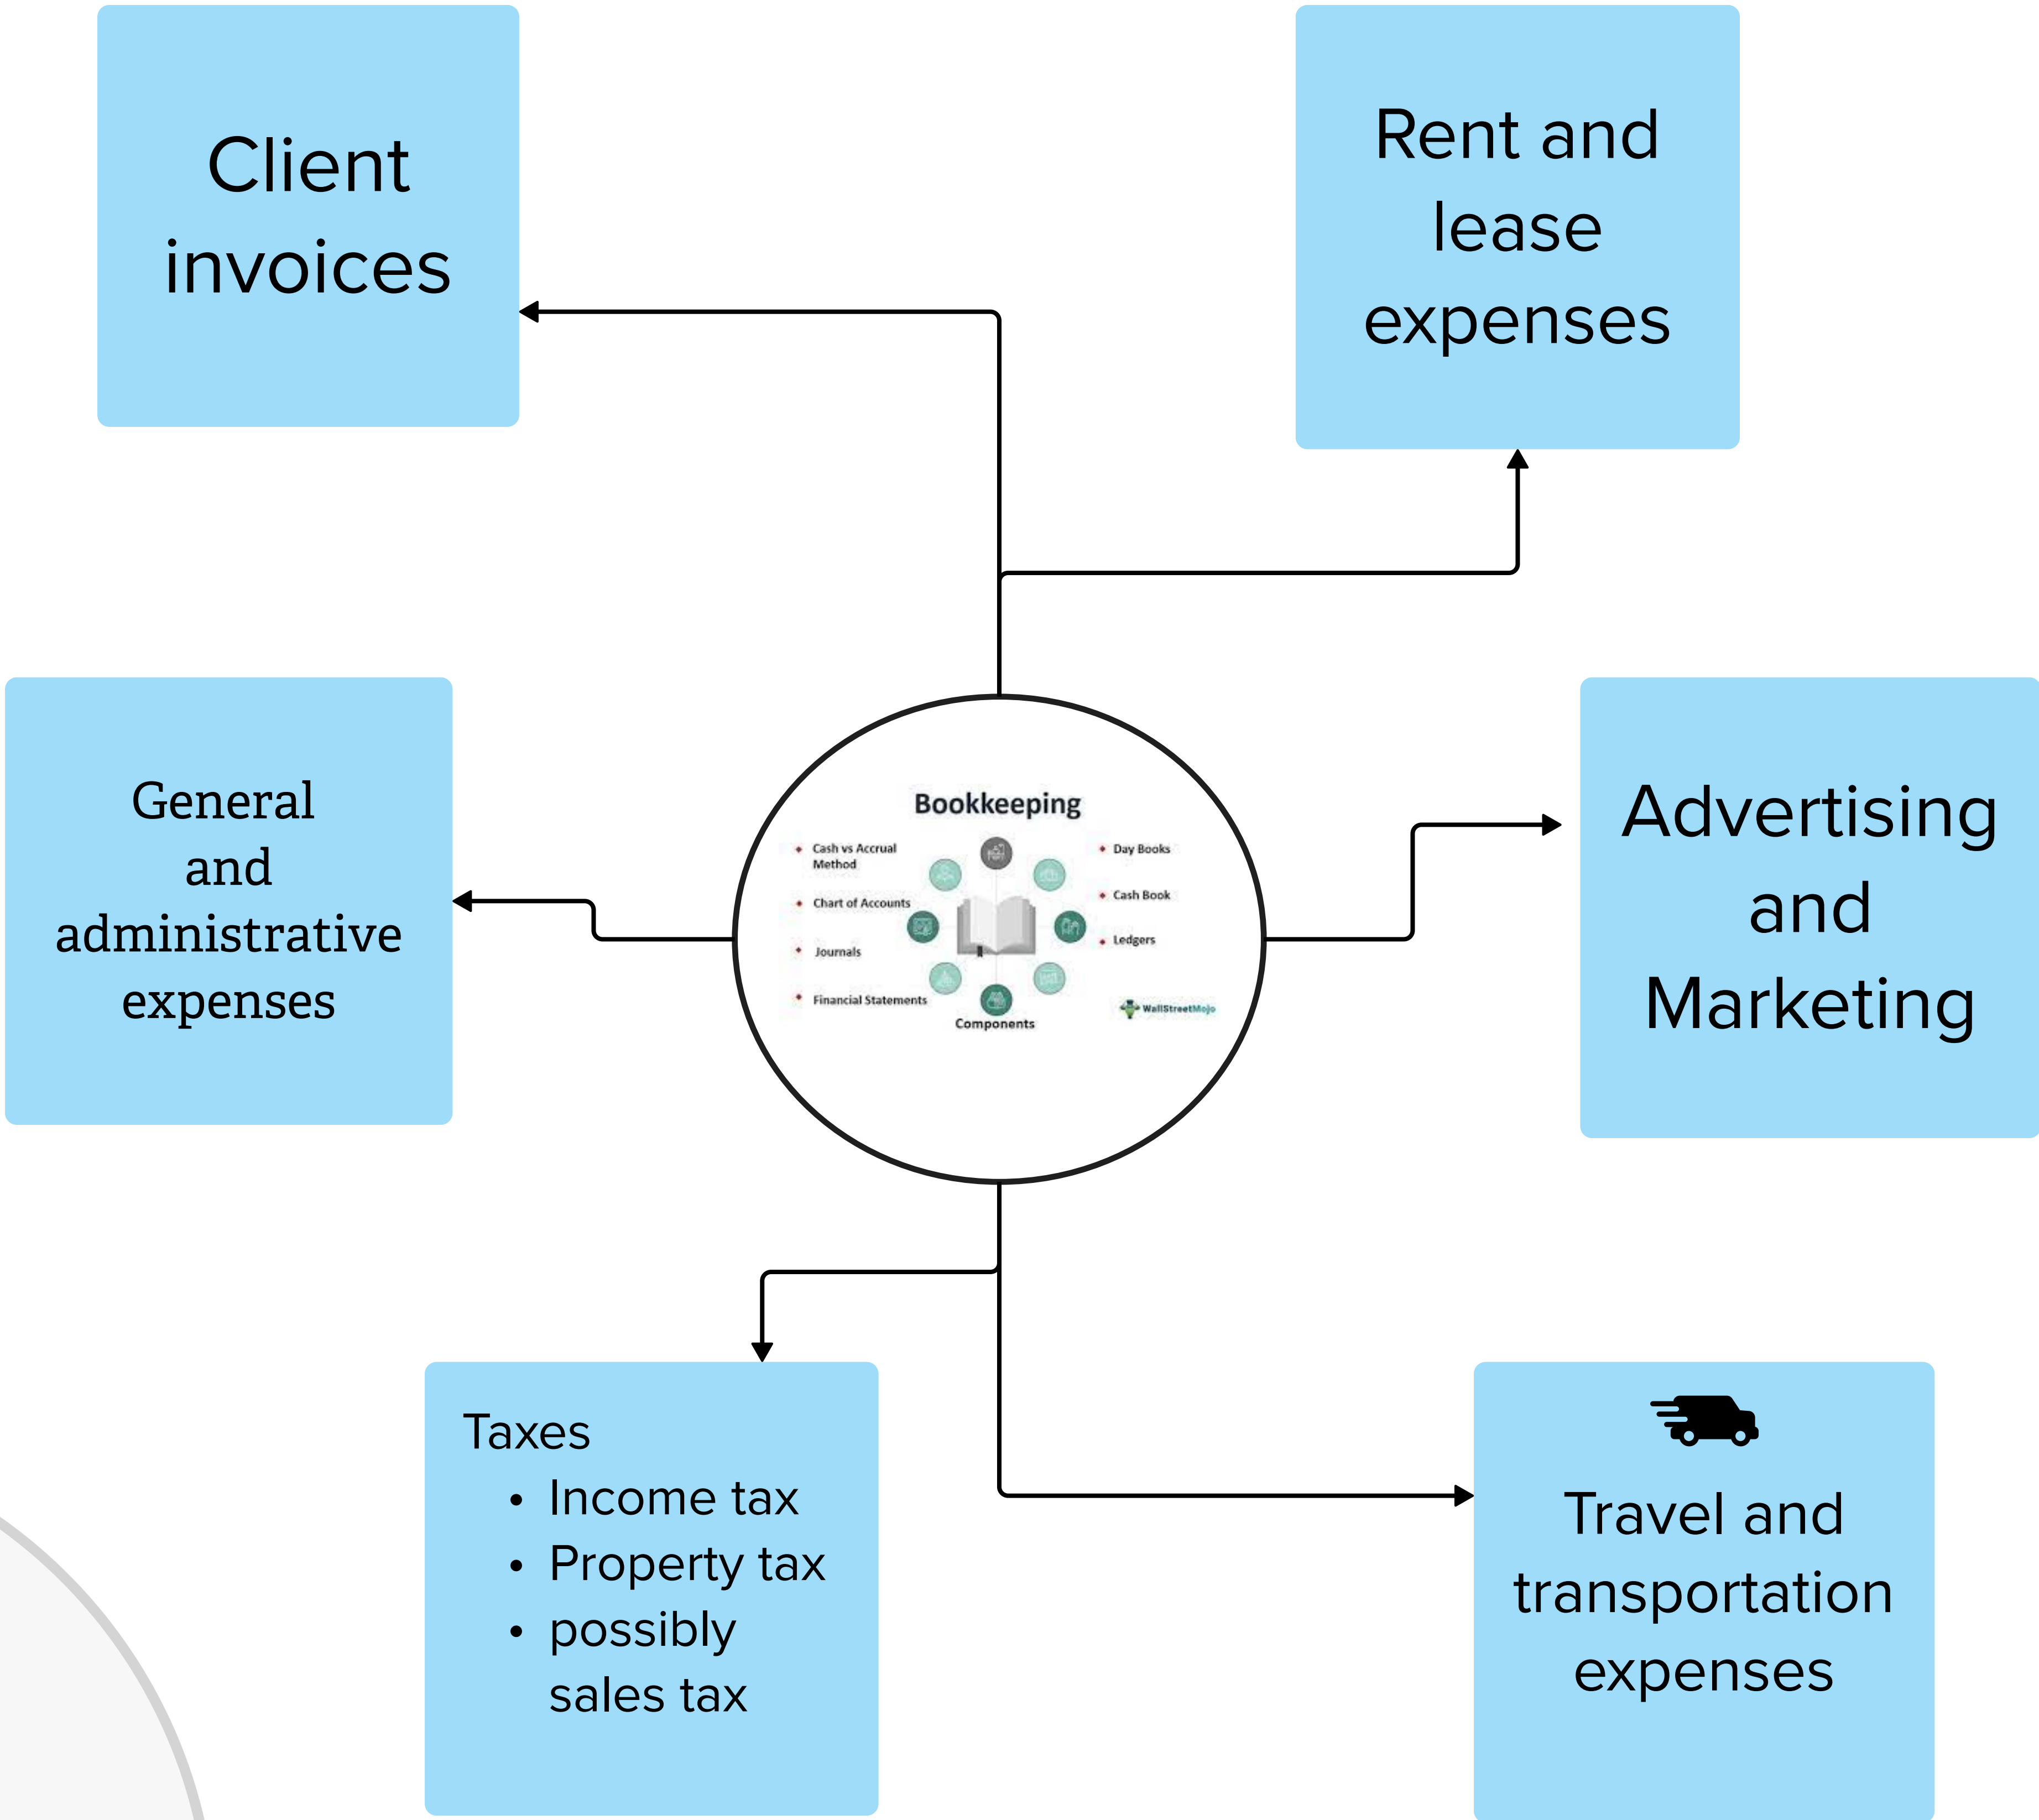 Client
invoices
Rent and
lease
expenses
General
and
administrative
expenses
Bookkeeping
Cash vs Accrual
Method
Chart of Accounts
Journals
Financial Statements
Day Books
Cash Book
Ledgers
Components
WallStreetMojo
Advertising
and
Marketing
Taxes
• Income tax
• Property tax
• possibly
sales tax
Travel and
transportation
expenses